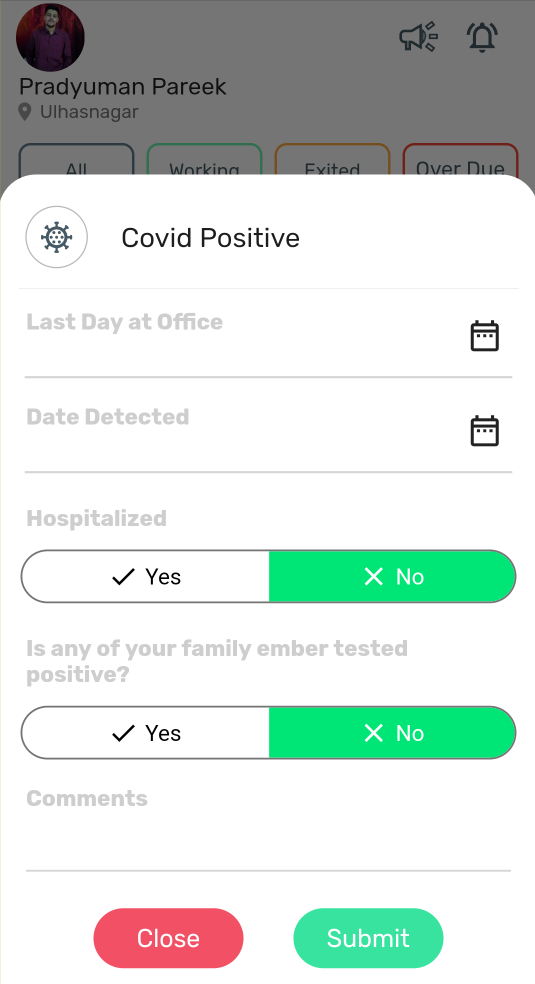 Pradyuman Pareek
Ulhasnagar
All Working Exited Over Due
Covid Positive
Last Day at Office
Date Detected
Hospitalized
Yes No
Is any of your family ember tested
positive?
Yes No
Comments
Close Submit